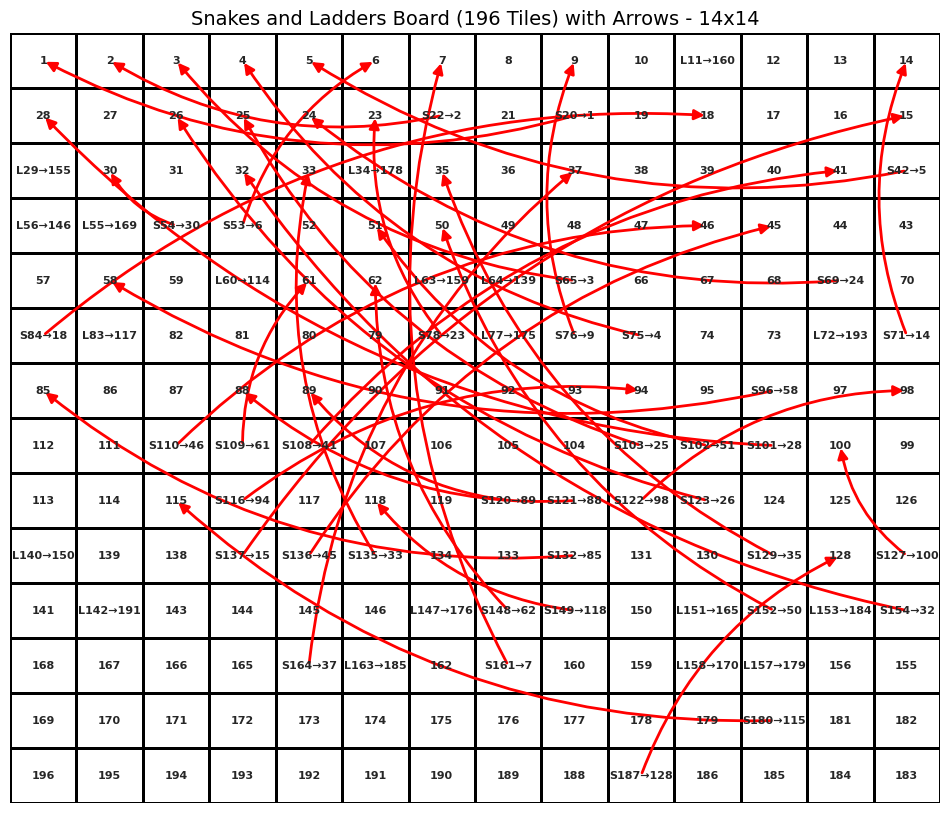 Snakes and Ladders Board (196 Tiles) with Arrows - 14x14
1 2 3 4 5 6 7 8 9 10 L11→160 12 13 14
28 27 26 25 24 23 S22→2 21 S20→1 19 18 17 16 15
L29→155 30 31 32 33 L34→178 35 36 37 38 39 40 41 S42→5
L56→146 L55→169 S54→30 S53→6 52 51 50 49 48 47 46 45 44 43
57 58 59 L60→114 61 62 L63→159 L64→139 S65→3 66 67 68 S69→24 70
S84→18 L83→117 82 81 80 79 S78→23 L77→175 S76→9 S75→4 74 73 L72→193 S71→14
85 86 87 88 89 90 91 92 93 94 95 S96→58 97 98
112 111 S110→46 S109→61 S108→41 107 106 105 104 S103→25 S102→51 S101→28 100 99
113 114 115 S116→94 117 118 119 S120→89 S121→88 S122→98 S123→26 124 125 126
L140→150 139 138 S137→15 S136→45 S135→33 134 133 S132→85 131 130 S129→35 128 S127→100
141 L142→191 143 144 145 146 L147→176 S148→62 S149→118 150 L151→165 S152→50 L153→184 S154→32
168 167 166 165 S164→37 L163→185 162 S161→7 160 159 L158→170 L157→179 156 155
169 170 171 172 173 174 175 176 177 178 179 S180→115 181 182
196 195 194 193 192 191 190 189 188 S187→128 186 185 184 183